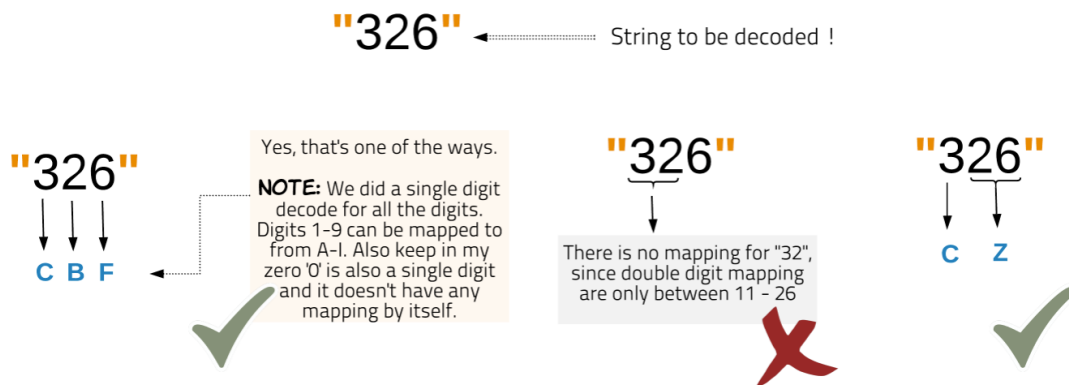 "326"
String to be decoded !
"326"
C B F
Yes, that's one of the ways.
NOTE: We did a single digit
decode for all the digits.
Digits 1-9 can be mapped to
from A-I. Also keep in my
zero '0' is also a single digit
and it doesn't have any
mapping by itself.
"326"
There is no mapping for "32",
since double digit mapping
are only between 11 - 26
"326"
C Z